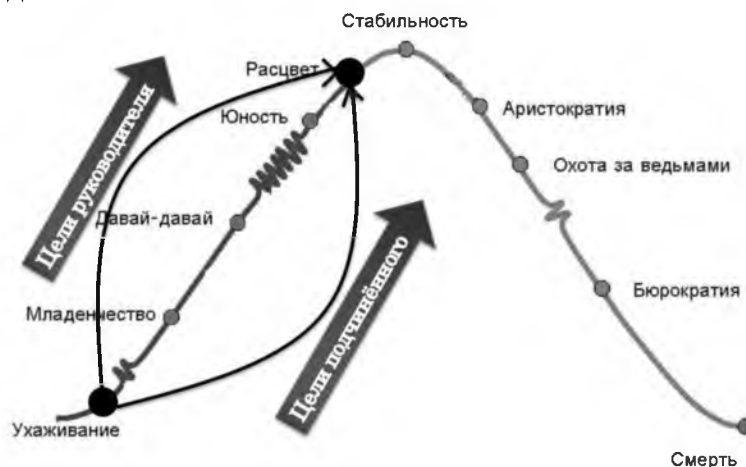 Стабильность
Расцвет
Аристократия
Юность
Охота за ведьмами
Давай-давай
Бюрократия
Младенчество
Ухаживание
Смерть
Цели руководителя
Цели подчинённого